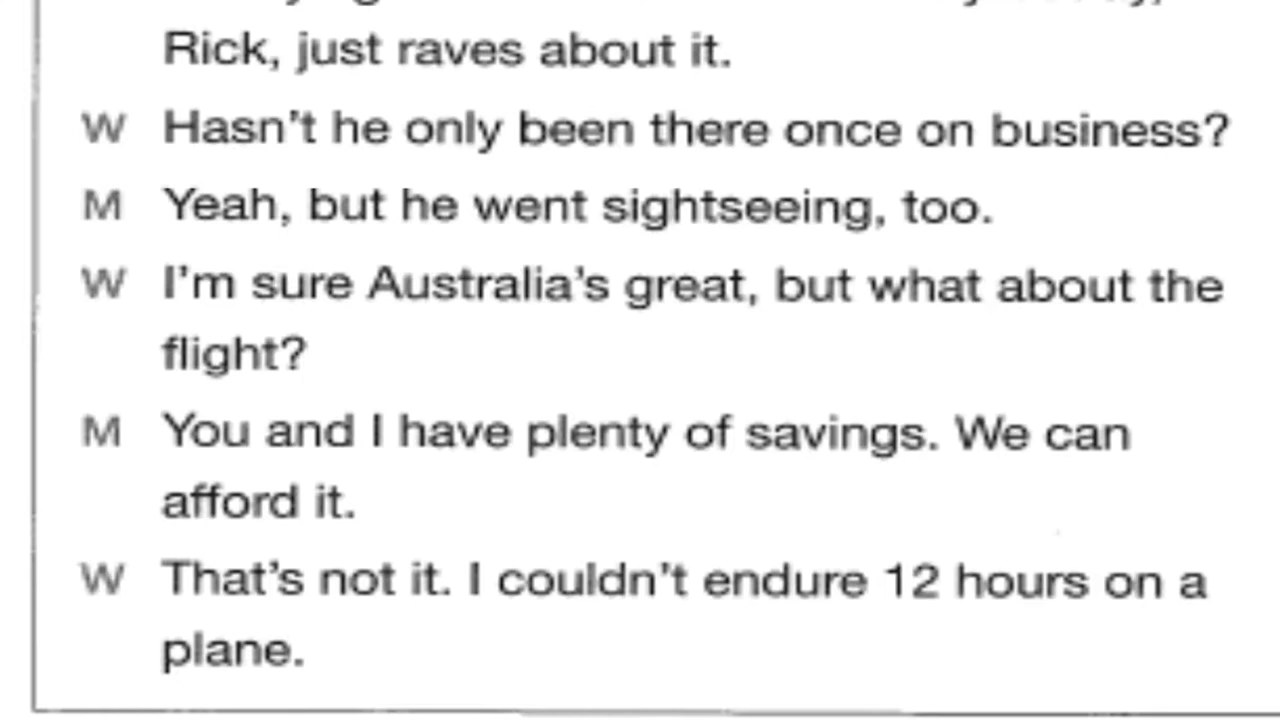 Rick, just raves about it.
W Hasn't he only been there once on business?
M Yeah, but he went sightseeing, too.
W I'm sure Australia's great, but what about the
flight?
M You and I have plenty of savings. We can
afford it.
W That's not it. I couldn't endure 12 hours on a
plane.